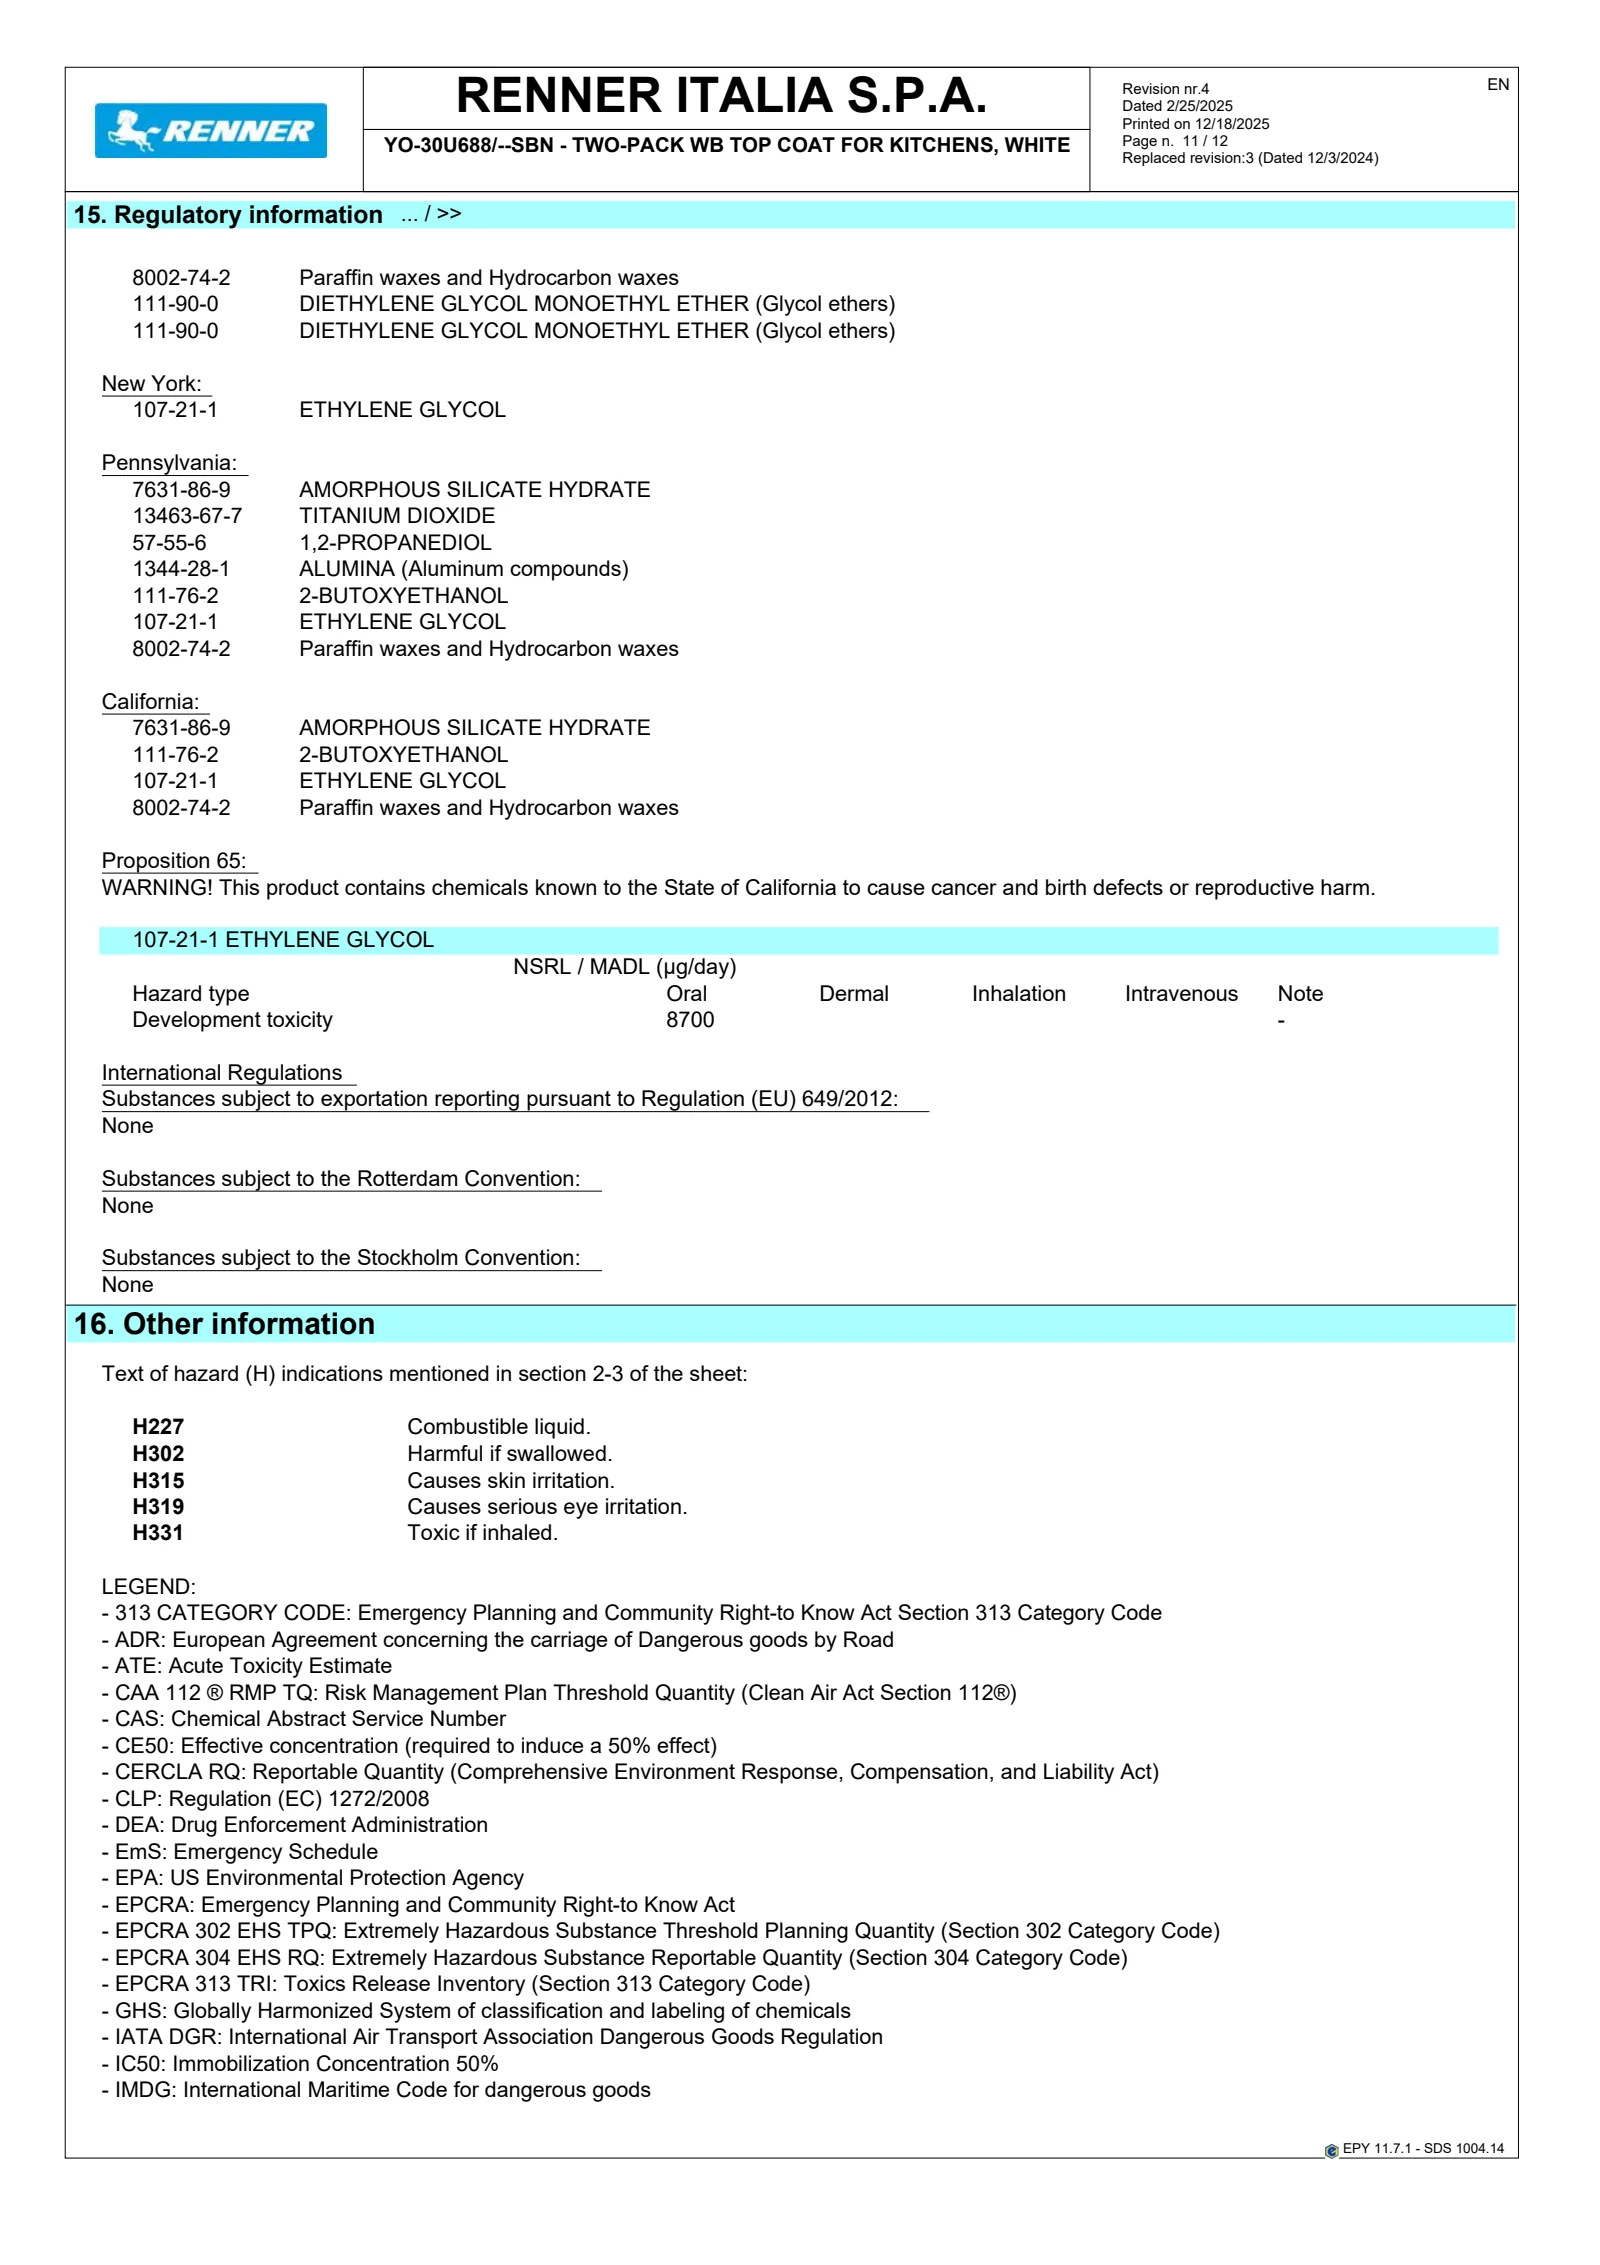 RENNER
RENNER ITALIA S.P.A.
YO-30U688/--SBN - TWO-PACK WB TOP COAT FOR KITCHENS, WHITE
EN
Revision nr.4
Dated 2/25/2025
Printed on 12/18/2025
Page n. 11 / 12
Replaced revision:3 (Dated 12/3/2024)
15. Regulatory information ... / >>
8002-74-2 Paraffin waxes and Hydrocarbon waxes
111-90-0 DIETHYLENE GLYCOL MONOETHYL ETHER (Glycol ethers)
111-90-0 DIETHYLENE GLYCOL MONOETHYL ETHER (Glycol ethers)
New York:
107-21-1 ETHYLENE GLYCOL
Pennsylvania:
7631-86-9 AMORPHOUS SILICATE HYDRATE
13463-67-7 TITANIUM DIOXIDE
57-55-6 1,2-PROPANEDIOL
1344-28-1 ALUMINA (Aluminum compounds)
111-76-2 2-BUTOXYETHANOL
107-21-1 ETHYLENE GLYCOL
8002-74-2 Paraffin waxes and Hydrocarbon waxes
California:
7631-86-9 AMORPHOUS SILICATE HYDRATE
111-76-2 2-BUTOXYETHANOL
107-21-1 ETHYLENE GLYCOL
8002-74-2 Paraffin waxes and Hydrocarbon waxes
Proposition 65:
WARNING! This product contains chemicals known to the State of California to cause cancer and birth defects or reproductive harm.
107-21-1 ETHYLENE GLYCOL
NSRL / MADL (µg/day)
Hazard type Oral Dermal Inhalation Intravenous Note
Development toxicity 8700 -
International Regulations
Substances subject to exportation reporting pursuant to Regulation (EU) 649/2012:
None
Substances subject to the Rotterdam Convention:
None
Substances subject to the Stockholm Convention:
None
16. Other information
Text of hazard (H) indications mentioned in section 2-3 of the sheet:
H227 Combustible liquid.
H302 Harmful if swallowed.
H315 Causes skin irritation.
H319 Causes serious eye irritation.
H331 Toxic if inhaled.
LEGEND:
- 313 CATEGORY CODE: Emergency Planning and Community Right-to Know Act Section 313 Category Code
- ADR: European Agreement concerning the carriage of Dangerous goods by Road
- ATE: Acute Toxicity Estimate
- CAA 112 ® RMP TQ: Risk Management Plan Threshold Quantity (Clean Air Act Section 112®)
- CAS: Chemical Abstract Service Number
- CE50: Effective concentration (required to induce a 50% effect)
- CERCLA RQ: Reportable Quantity (Comprehensive Environment Response, Compensation, and Liability Act)
- CLP: Regulation (EC) 1272/2008
- DEA: Drug Enforcement Administration
- EmS: Emergency Schedule
- EPA: US Environmental Protection Agency
- EPCRA: Emergency Planning and Community Right-to Know Act
- EPCRA 302 EHS TPQ: Extremely Hazardous Substance Threshold Planning Quantity (Section 302 Category Code)
- EPCRA 304 EHS RQ: Extremely Hazardous Substance Reportable Quantity (Section 304 Category Code)
- EPCRA 313 TRI: Toxics Release Inventory (Section 313 Category Code)
- GHS: Globally Harmonized System of classification and labeling of chemicals
- IATA DGR: International Air Transport Association Dangerous Goods Regulation
- IC50: Immobilization Concentration 50%
- IMDG: International Maritime Code for dangerous goods
EPY 11.7.1 - SDS 1004.14